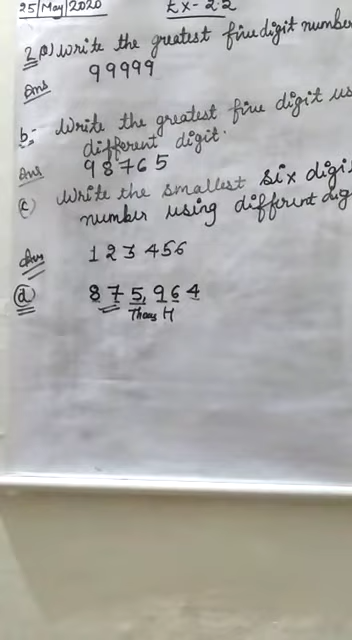 25/May/2020 Ex-2.2
2 (a) Write the greatest five digit number
Ans 99999
b:- Write the greatest five digit us
different digit.
Ans 98765
(c) Write the smallest six digi
number using different dig
Ans 123456
(d) 875,964
Thous H